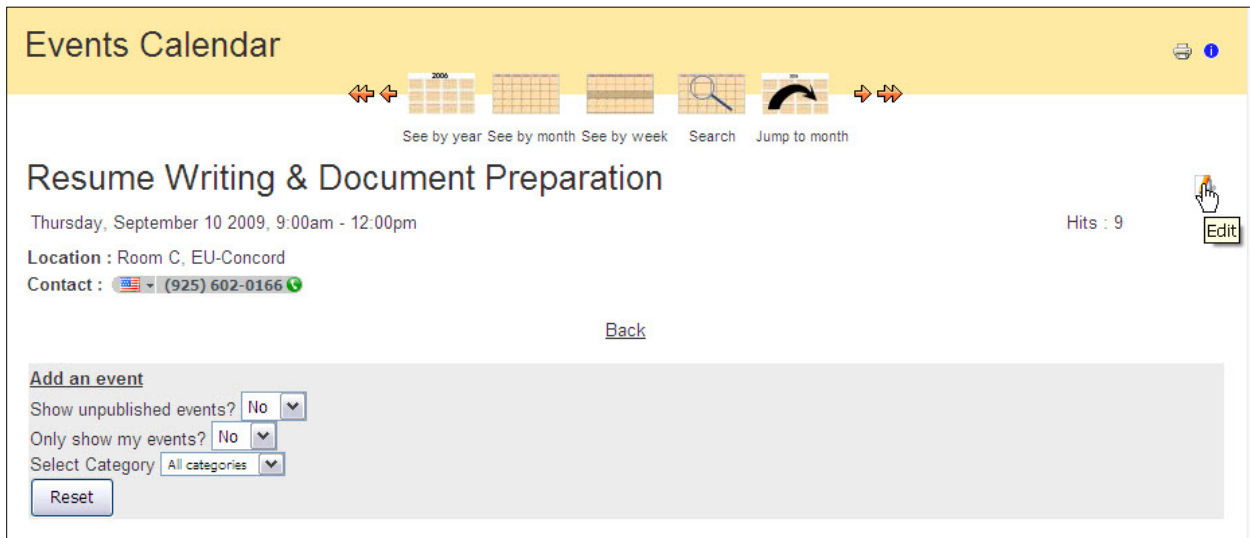 Events Calendar
2006
See by year See by month See by week Search Jump to month
Resume Writing & Document Preparation
Thursday, September 10 2009, 9:00am - 12:00pm
Hits : 9
Edit
Location : Room C, EU-Concord
Contact : (925) 602-0166
Back
Add an event
Show unpublished events? No
Only show my events? No
Select Category All categories
Reset